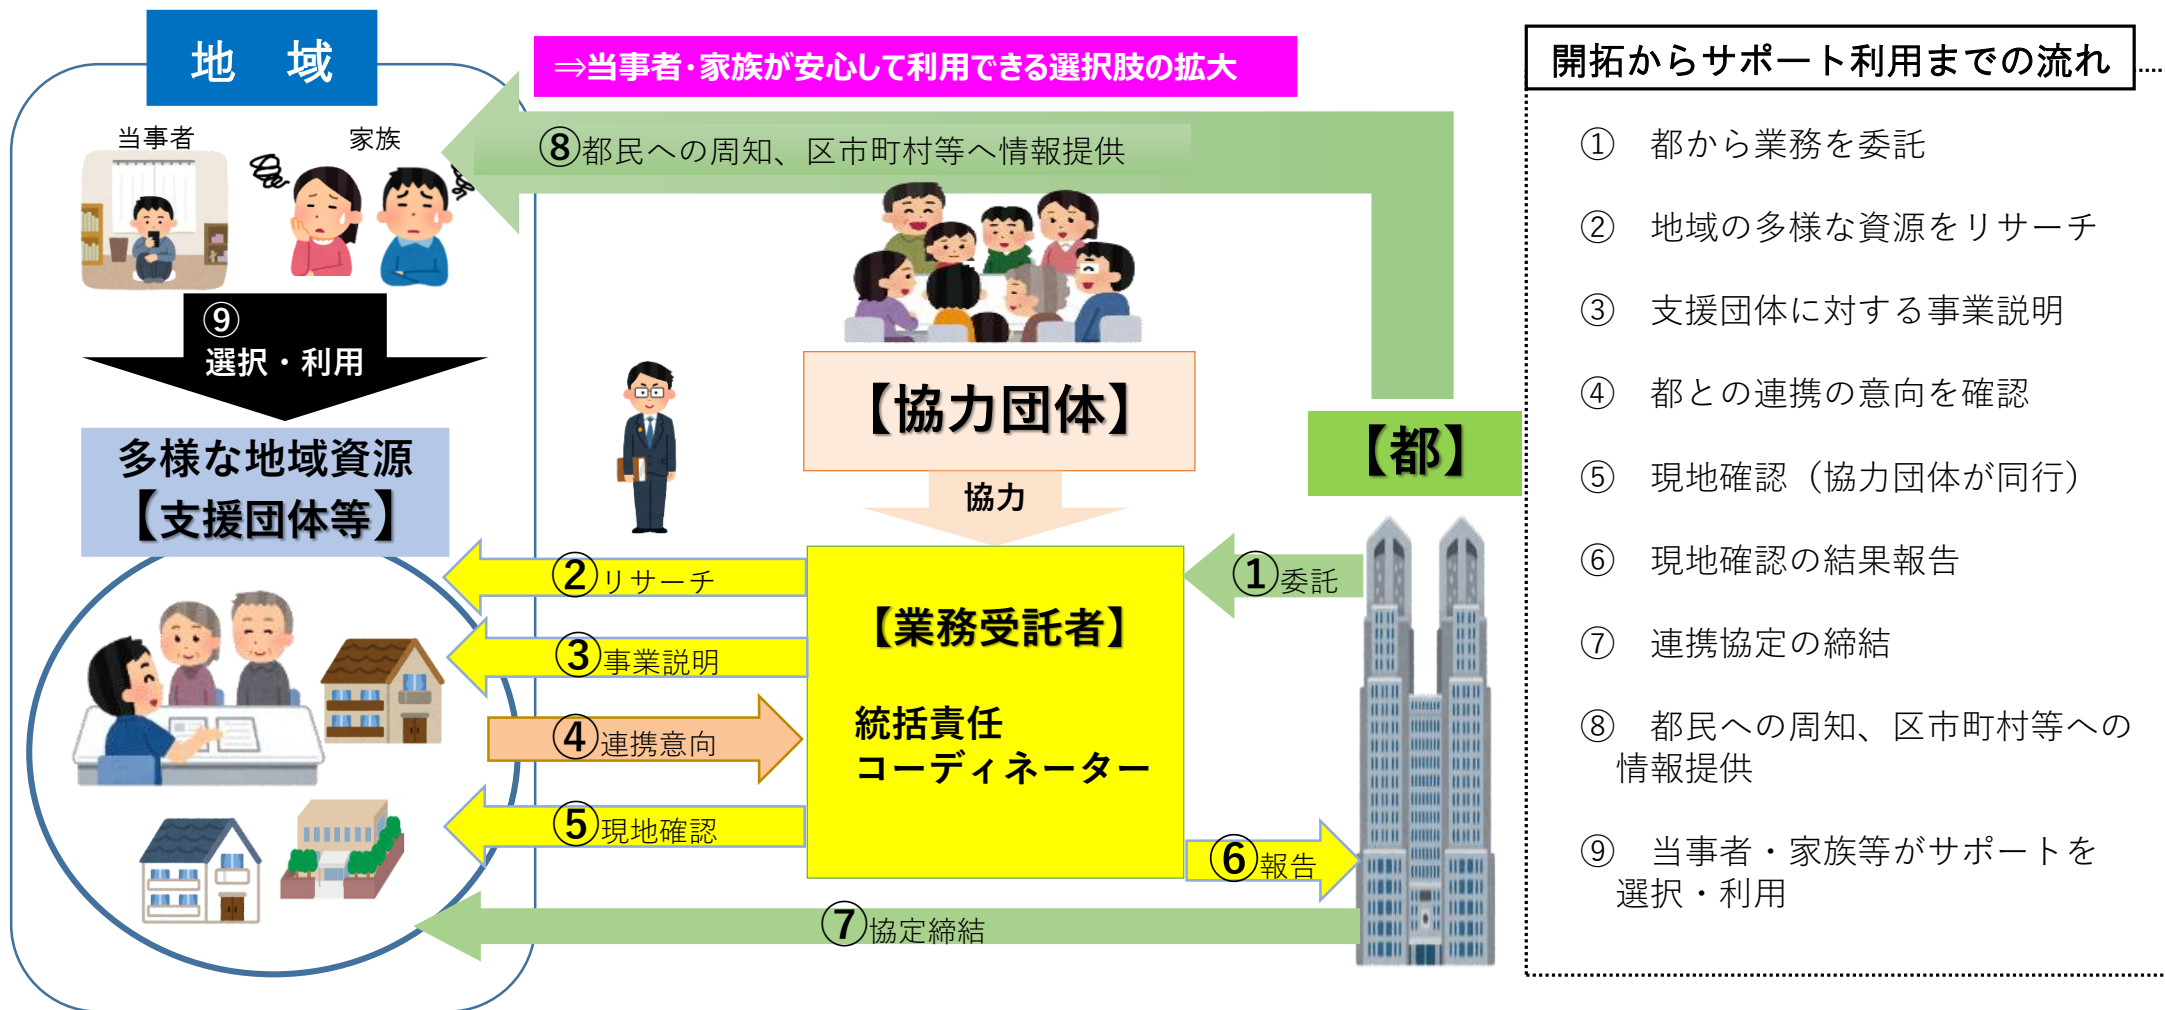 地　域
⇒当事者・家族が安心して利用できる選択肢の拡大
当事者
家族
⑧都民への周知、区市町村等へ情報提供
⑨
選択・利用
多様な地域資源
【支援団体等】
【協力団体】
協力
【都】
①委託
②リサーチ
③事業説明
④連携意向
⑤現地確認
【業務受託者】
統括責任
コーディネーター
⑥報告
⑦協定締結
開拓からサポート利用までの流れ
①　都から業務を委託
②　地域の多様な資源をリサーチ
③　支援団体に対する事業説明
④　都との連携の意向を確認
⑤　現地確認（協力団体が同行）
⑥　現地確認の結果報告
⑦　連携協定の締結
⑧　都民への周知、区市町村等への
情報提供
⑨　当事者・家族等がサポートを
選択・利用